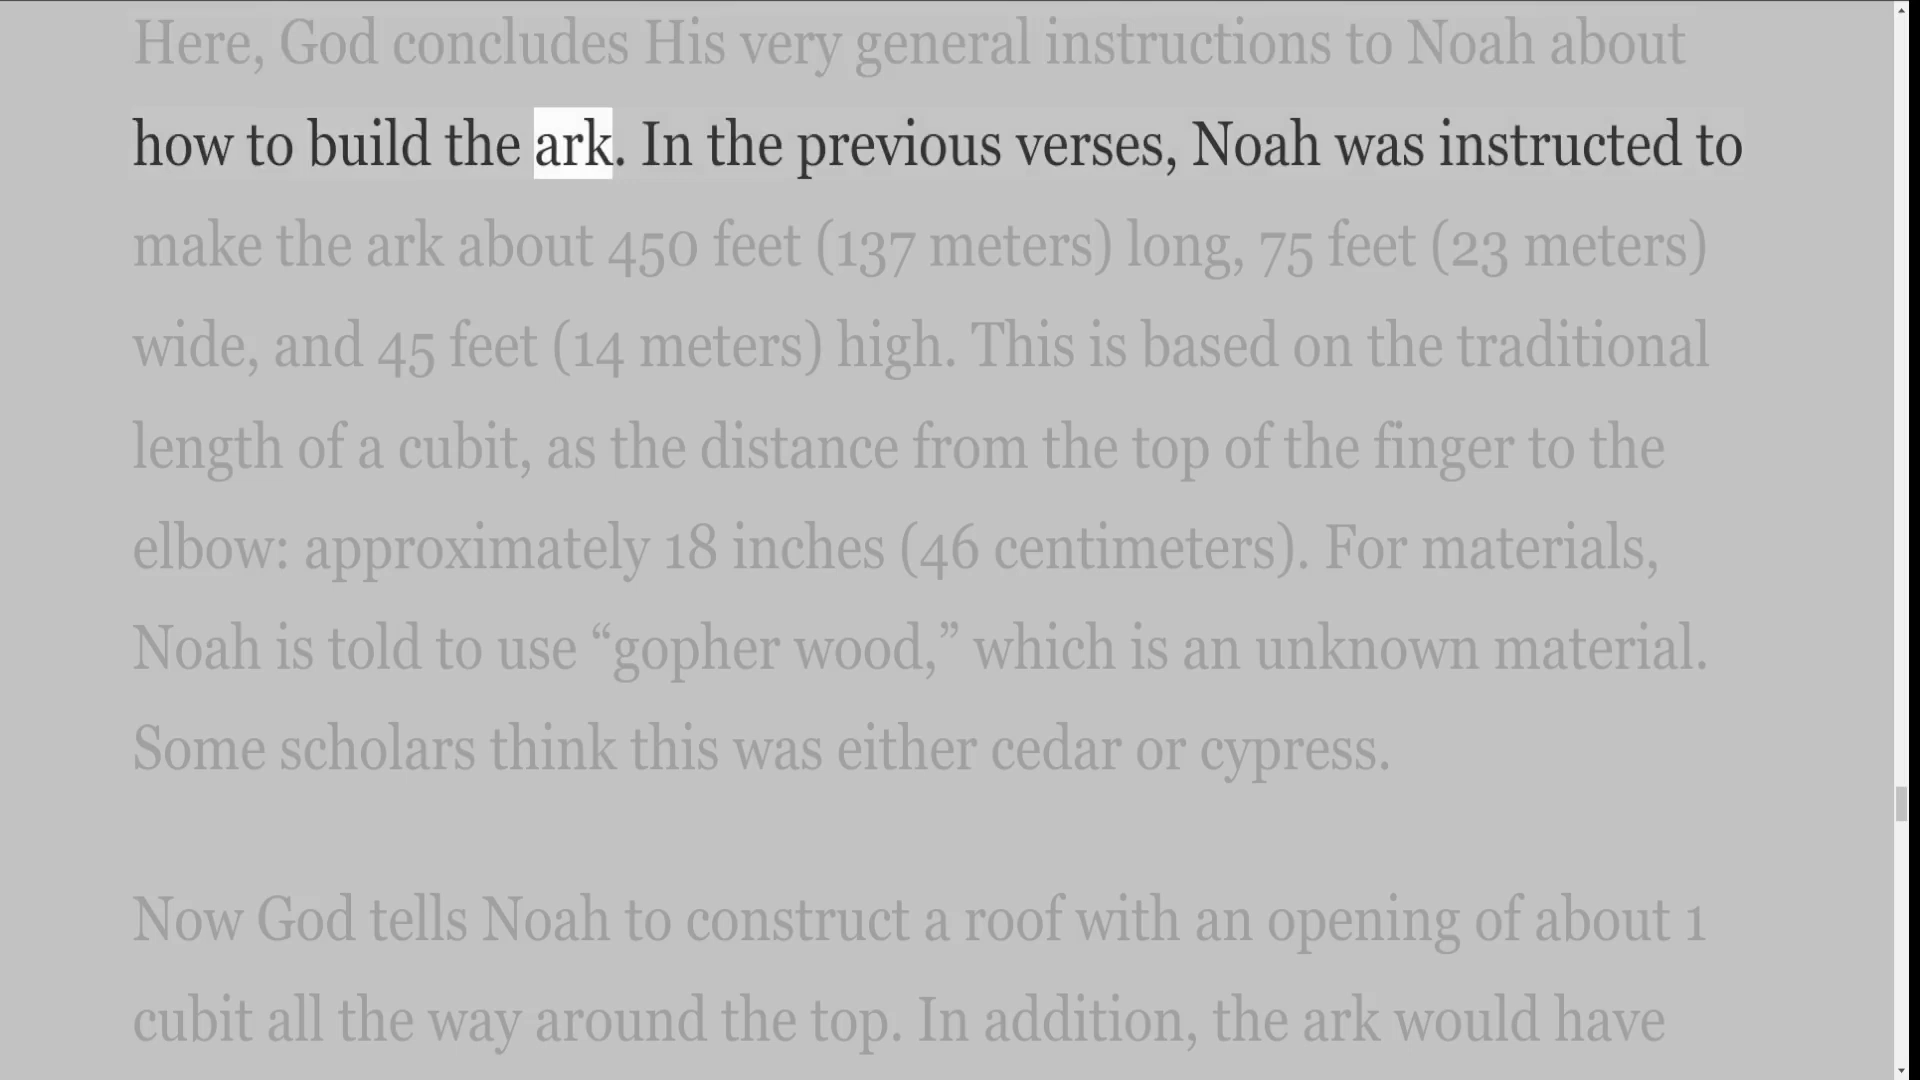 Here, God concludes His very general instructions to Noah about
how to build the ark. In the previous verses, Noah was instructed to
make the ark about 450 feet (137 meters) long, 75 feet (23 meters)
wide, and 45 feet (14 meters) high. This is based on the traditional
length of a cubit, as the distance from the top of the finger to the
elbow: approximately 18 inches (46 centimeters). For materials,
Noah is told to use “gopher wood,” which is an unknown material.
Some scholars think this was either cedar or cypress.
Now God tells Noah to construct a roof with an opening of about 1
cubit all the way around the top. In addition, the ark would have